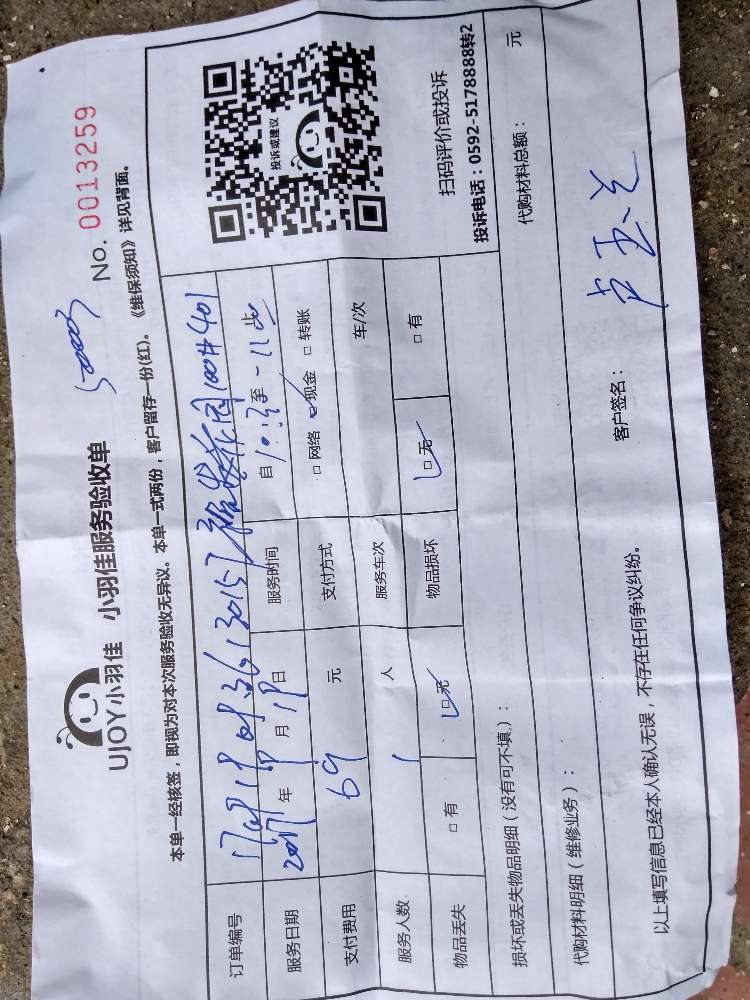 UJOY小羽佳 小羽佳服务验收单
No. 0013259
本单一经核签，即视为对本次服务验收无异议。本单一式两份，客户留存一份(红)。《维保须知》详见背面。
订单编号
服务日期 2017 年 月 日 服务时间 自 10:30 至
支付费用 69 元 支付方式 □ 网络 □ 现金 □ 转账
服务人数 1 人 服务车次 车/次
物品丢失 □ 有 □ 无 物品损坏 □ 无 □ 有
投诉或建议
扫码评价或投诉
投诉电话：0592-5178888转2
损坏或丢失物品明细（没有可不填，）：
代购材料明细（维修业务）： 代购材料总额： 元
以上填写信息已经本人确认无误，不存在任何争议纠纷。 客户签名：